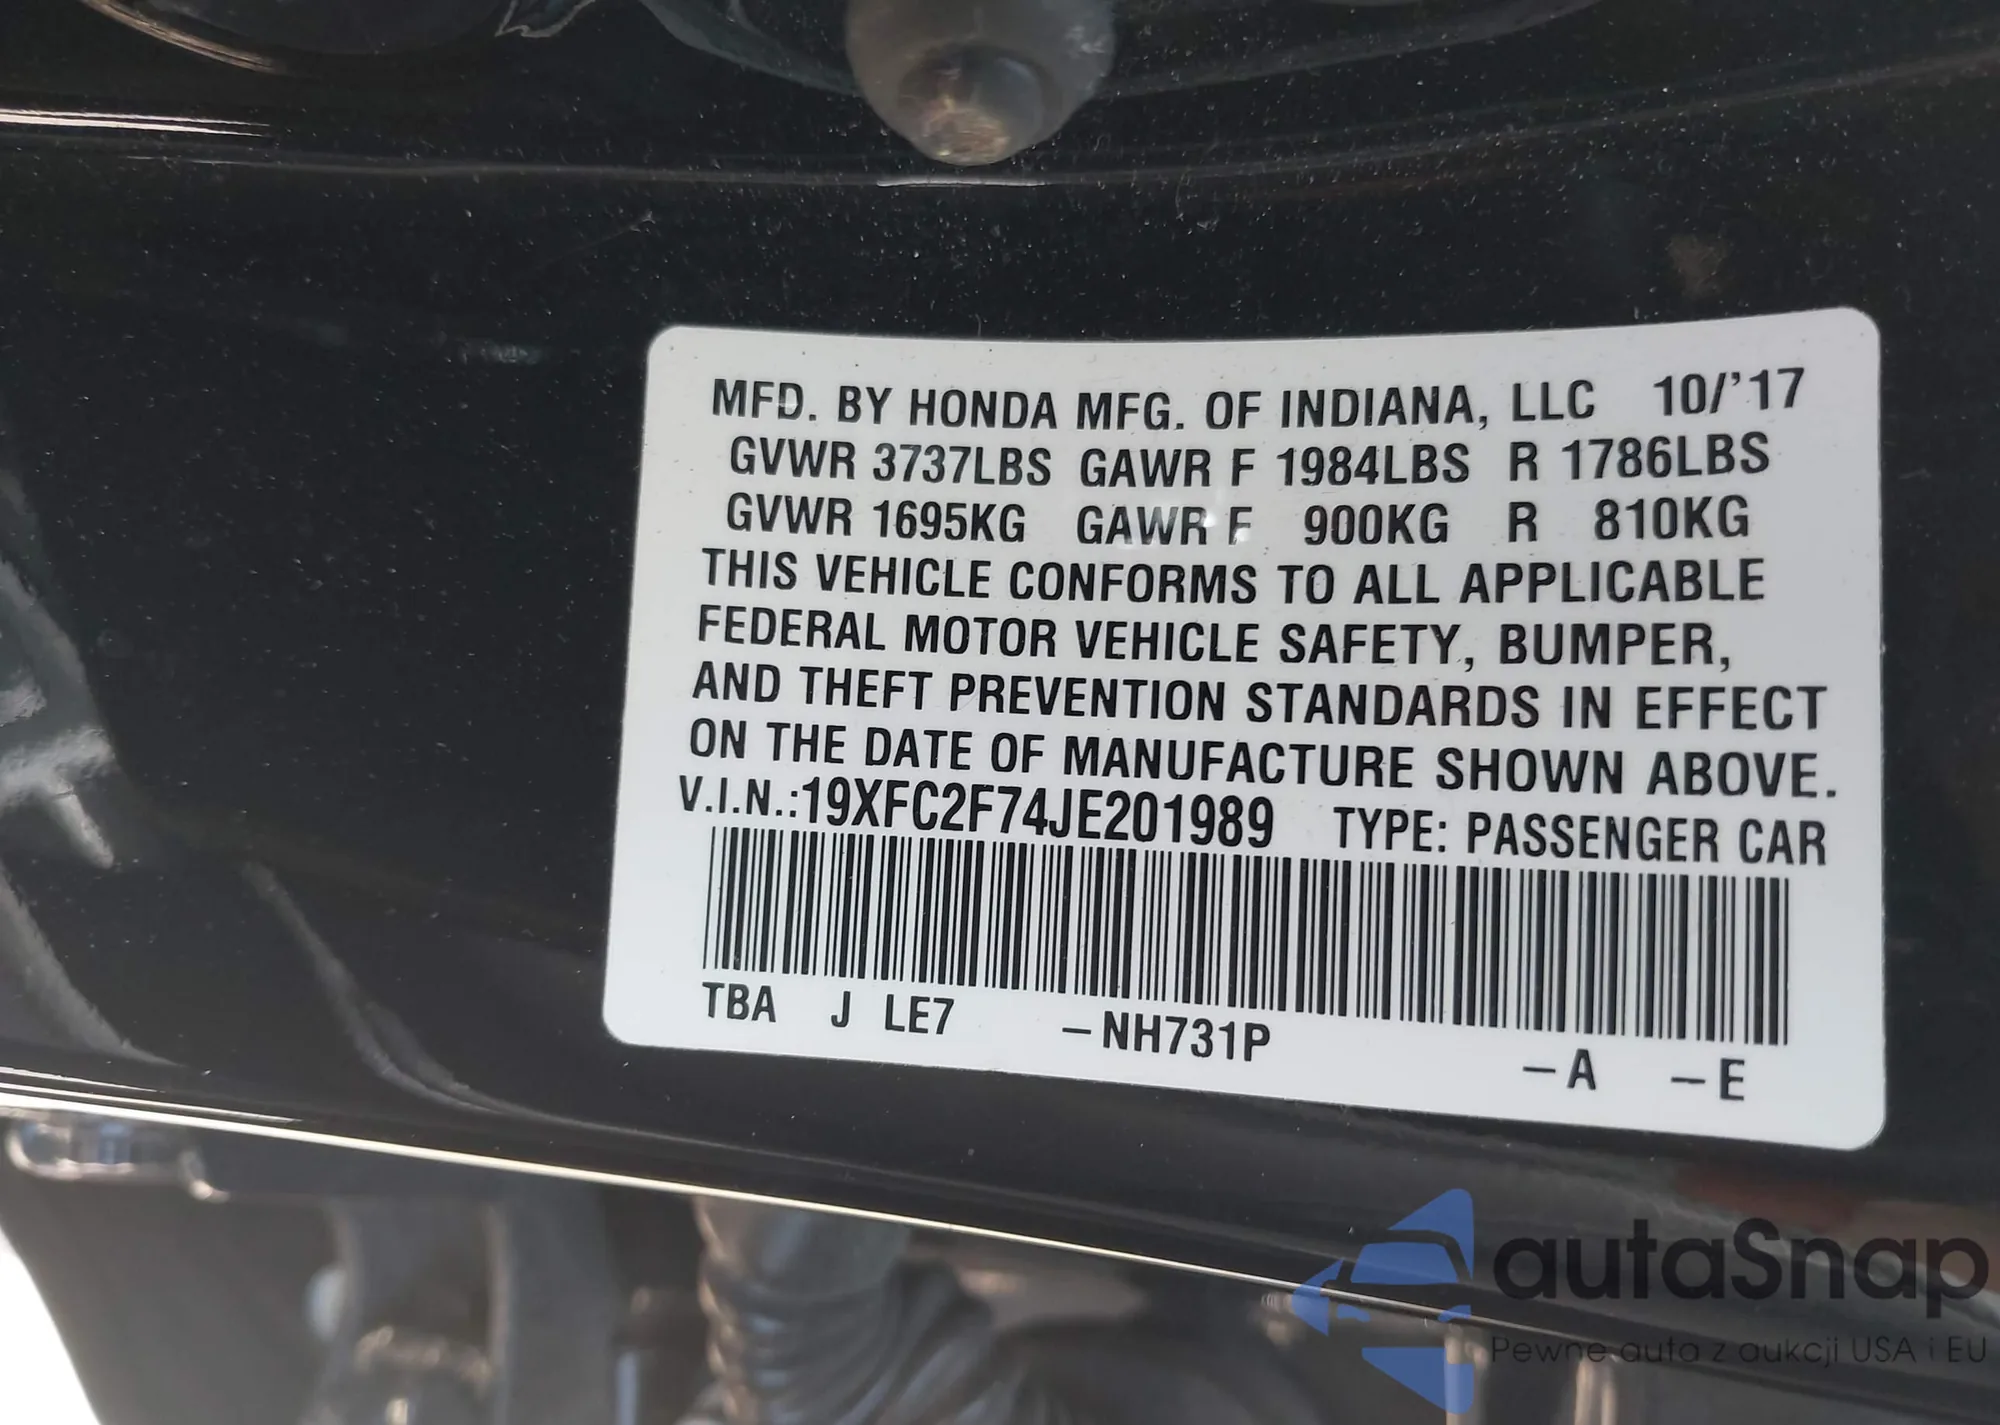 MFD. BY HONDA MFG. OF INDIANA, LLC 10/'17
GVWR 3737LBS GAWR F 1984LBS R 1786LBS
GVWR 1695KG GAWR F 900KG R 810KG
THIS VEHICLE CONFORMS TO ALL APPLICABLE
FEDERAL MOTOR VEHICLE SAFETY, BUMPER,
AND THEFT PREVENTION STANDARDS IN EFFECT
ON THE DATE OF MANUFACTURE SHOWN ABOVE.
V.I.N.:19XFC2F74JE201989 TYPE: PASSENGER CAR
TBA J LE7 –NH731P –A –E
autaSnap
Pewne auta z aukcji USA i EU